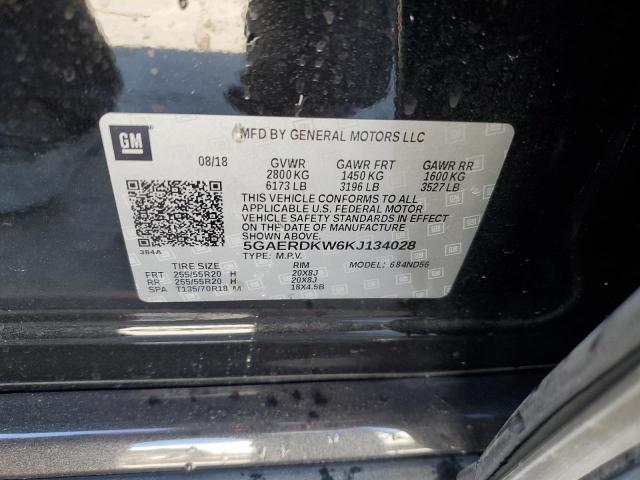 GM
MFD BY GENERAL MOTORS LLC
08/18 GVWR GAWR FRT GAWR RR
2800 KG 1450 KG 1600 KG
6173 LB 3196 LB 3527 LB
THIS VEHICLE CONFORMS TO ALL
APPLICABLE U.S. FEDERAL MOTOR
VEHICLE SAFETY STANDARDS IN EFFECT
ON THE DATE OF MANUFACTURE
SHOWN ABOVE.
5GAERDKW6KJ134028
384A TYPE: M.P.V. MODEL: 684ND56
TIRE SIZE RIM
FRT 255/55R20 H 20X8J
RR 255/55R20 H 20X8J
SPA T135/70R18 M 18X4.5B